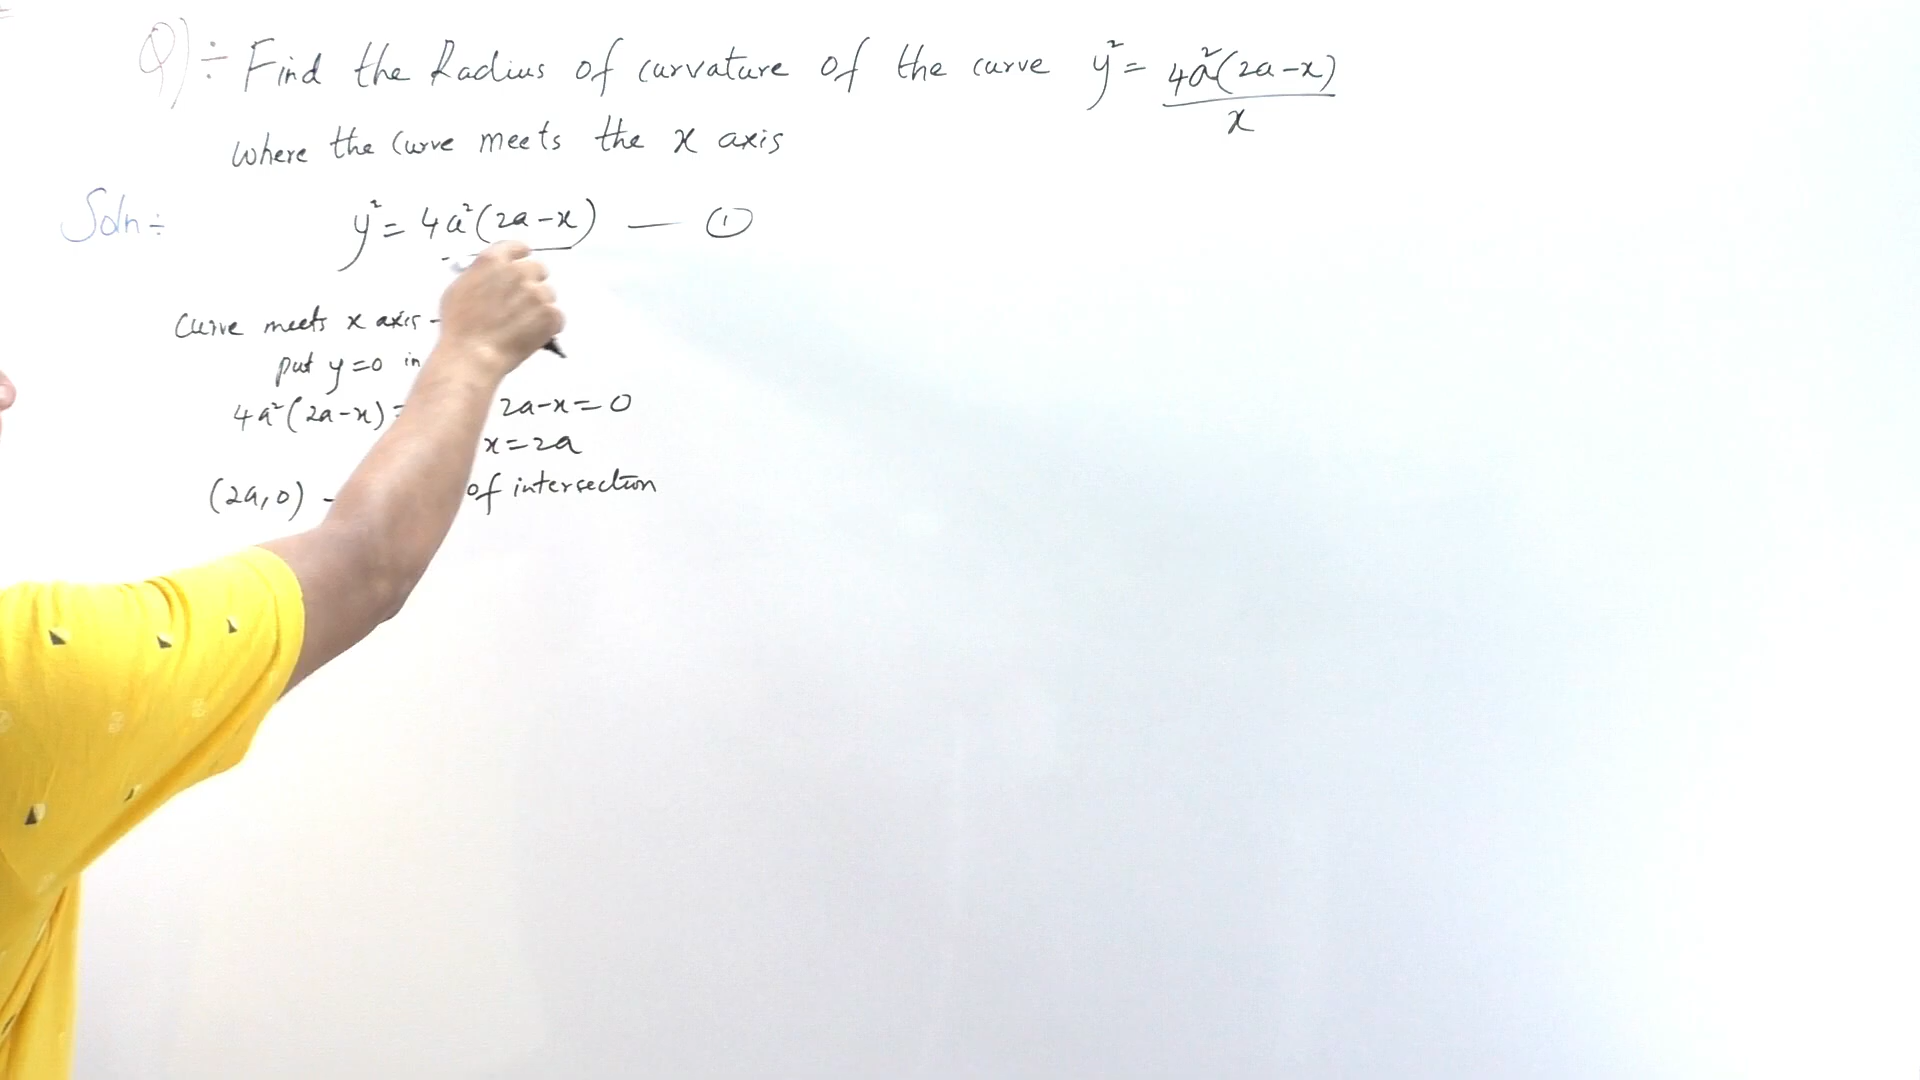 Q) ÷ Find the Radius of curvature of the curve y² = 4a²(2a-x)/x
where the curve meets the x axis
Soln ÷ y² = 4a²(2a-x) — ①
Curve meets x axis -
put y=0 in
4a²(2a-x) = 2a-x=0
x=2a
(2a,0) - of intersection